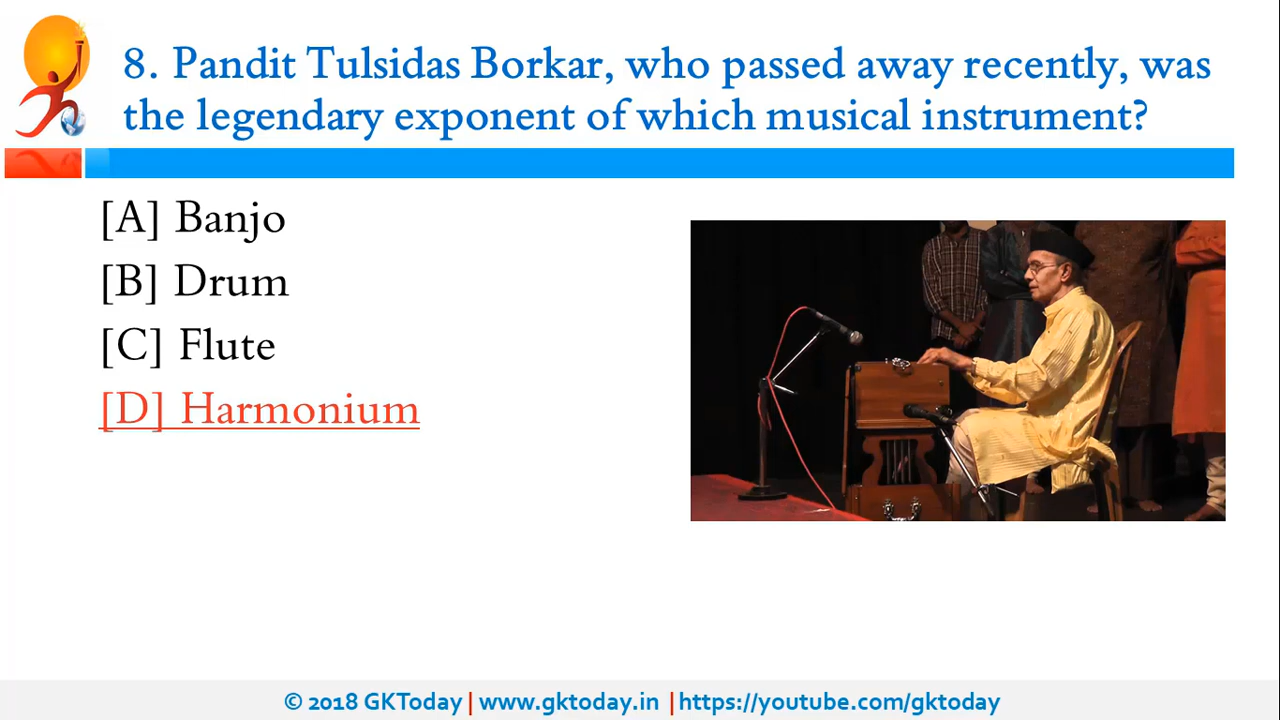 8. Pandit Tulsidas Borkar, who passed away recently, was
the legendary exponent of which musical instrument?
[A] Banjo
[B] Drum
[C] Flute
[D] Harmonium
© 2018 GKToday | www.gktoday.in | https://youtube.com/gktoday